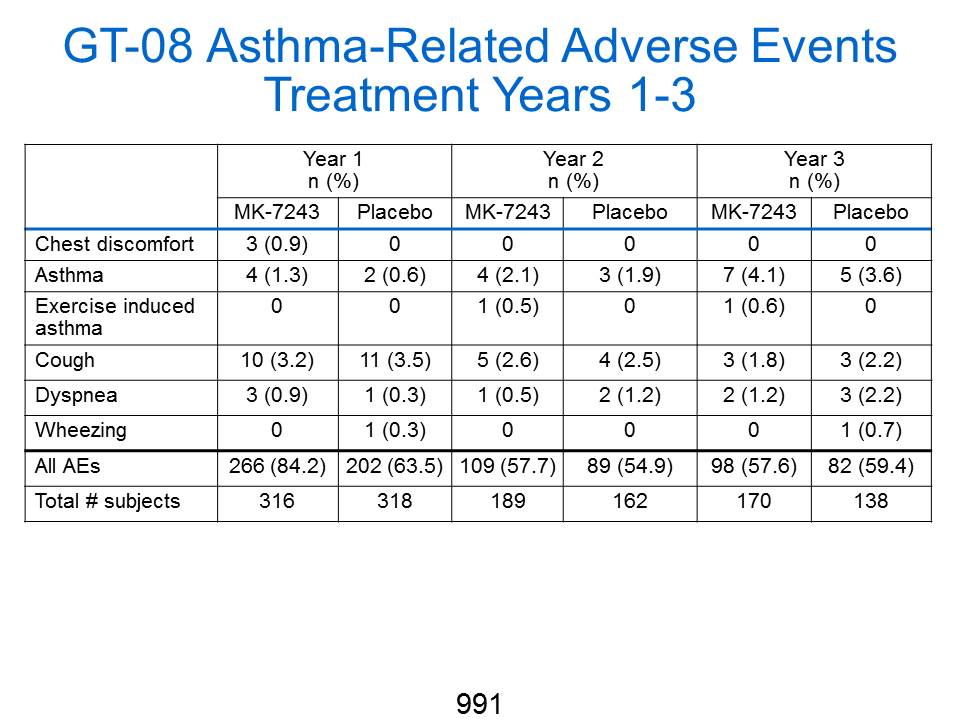 GT-08 Asthma-Related Adverse Events
Treatment Years 1-3
Year 1 Year 2 Year 3
n (%) n (%) n (%)
MK-7243 Placebo MK-7243 Placebo MK-7243 Placebo
Chest discomfort 3 (0.9) 0 0 0 0 0
Asthma 4 (1.3) 2 (0.6) 4 (2.1) 3 (1.9) 7 (4.1) 5 (3.6)
Exercise induced 0 0 1 (0.5) 0 1 (0.6) 0
asthma
Cough 10 (3.2) 11 (3.5) 5 (2.6) 4 (2.5) 3 (1.8) 3 (2.2)
Dyspnea 3 (0.9) 1 (0.3) 1 (0.5) 2 (1.2) 2 (1.2) 3 (2.2)
Wheezing 0 1 (0.3) 0 0 0 1 (0.7)
All AEs 266 (84.2) 202 (63.5) 109 (57.7) 89 (54.9) 98 (57.6) 82 (59.4)
Total # subjects 316 318 189 162 170 138
991